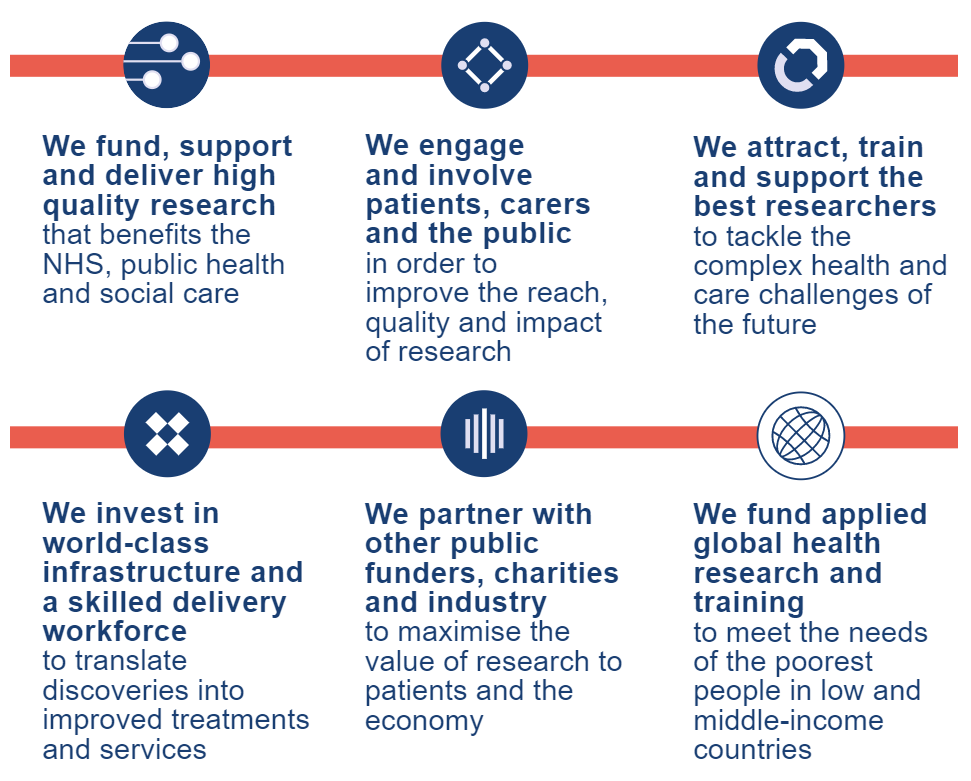 We fund, support
and deliver high
quality research
that benefits the
NHS, public health
and social care
We engage
and involve
patients, carers
and the public
in order to
improve the reach,
quality and impact
of research
We attract, train
and support the
best researchers
to tackle the
complex health and
care challenges of
the future
We invest in
world-class
infrastructure and
a skilled delivery
workforce
to translate
discoveries into
improved treatments
and services
We partner with
other public
funders, charities
and industry
to maximise the
value of research to
patients and the
economy
We fund applied
global health
research and
training
to meet the needs
of the poorest
people in low and
middle-income
countries